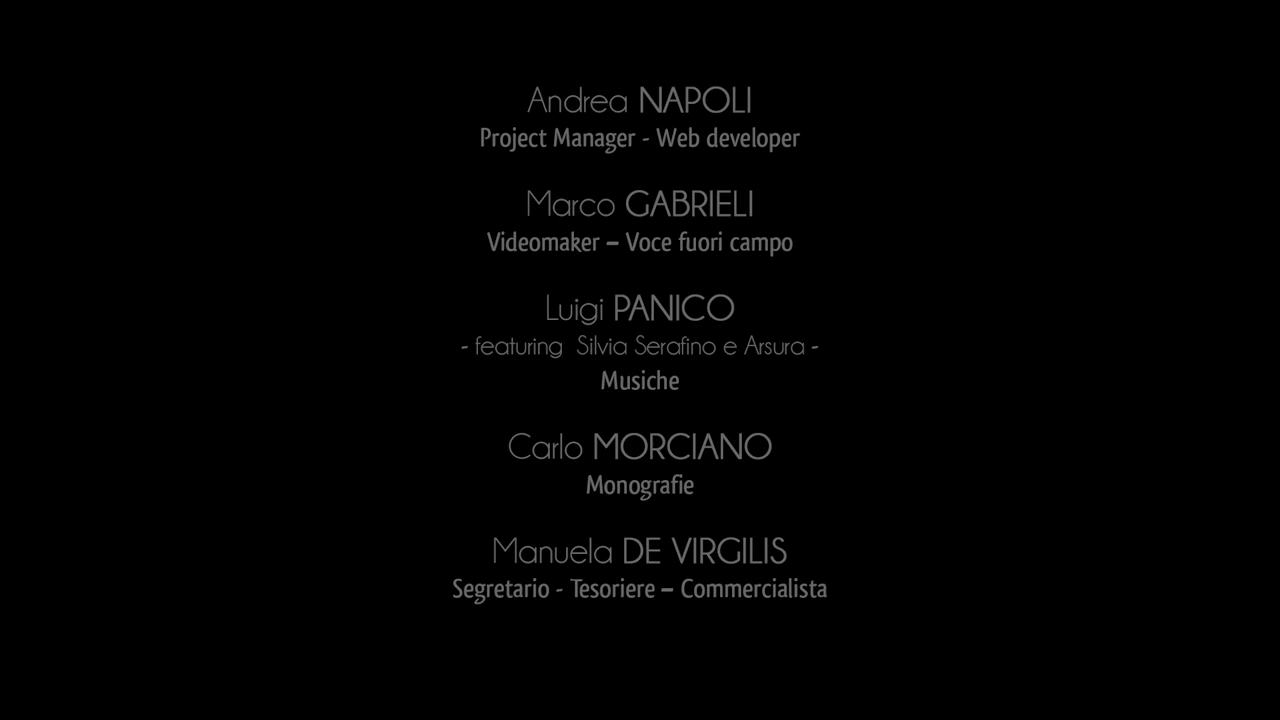 Andrea NAPOLI
Project Manager - Web developer
Marco GABRIELI
Videomaker – Voce fuori campo
Luigi PANICO
- featuring  Silvia Serafino e Arsura -
Musiche
Carlo MORCIANO
Monografie
Manuela DE VIRGILIS
Segretario - Tesoriere – Commercialista